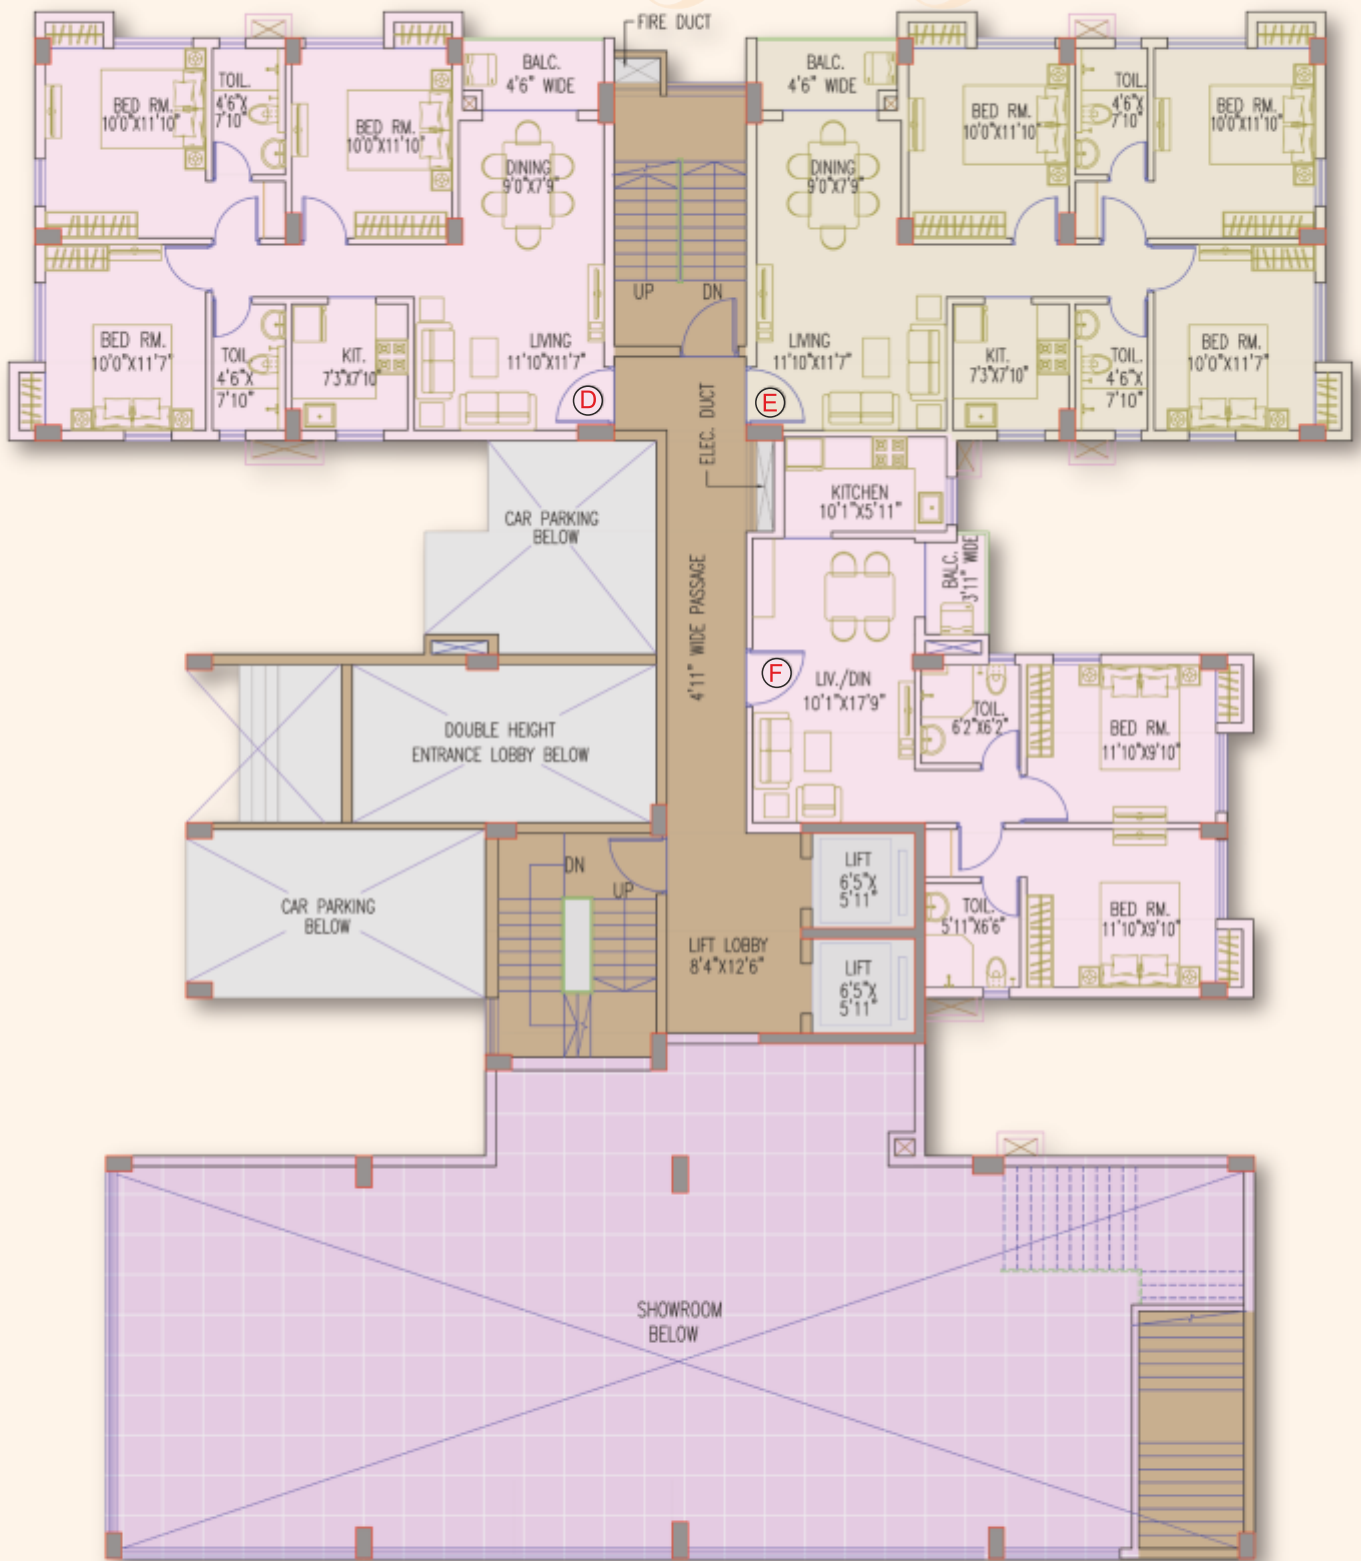 FIRE DUCT
BALC.
4'6" WIDE
BALC.
4'6" WIDE
BED RM.
10'0"X11'10"
TOIL.
4'6"X
7'10"
BED RM.
10'0"X11'10"
DINING
9'0"X7'9"
DINING
9'0"X7'9"
BED RM.
10'0"X11'10"
TOIL.
4'6"X
7'10"
BED RM.
10'0"X11'10"
UP
DN
BED RM.
10'0"X11'7"
TOIL.
4'6"X
7'10"
KIT.
7'3"X7'10"
LIVING
11'10"X11'7"
D
LIVING
11'10"X11'7"
E
KIT.
7'3"X7'10"
TOIL.
4'6"X
7'10"
BED RM.
10'0"X11'7"
ELEC. DUCT
KITCHEN
10'1"X5'11"
CAR PARKING
BELOW
4'11" WIDE PASSAGE
BALC.
3'11" WIDE
F
LIV./DIN
10'1"X17'9"
TOIL.
6'2"X6'2"
BED RM.
11'10"X9'10"
DOUBLE HEIGHT
ENTRANCE LOBBY BELOW
DN
UP
LIFT
6'5"X
5'11"
CAR PARKING
BELOW
TOIL.
5'11"X6'6"
BED RM.
11'10"X9'10"
LIFT LOBBY
8'4"X12'6"
LIFT
6'5"X
5'11"
SHOWROOM
BELOW